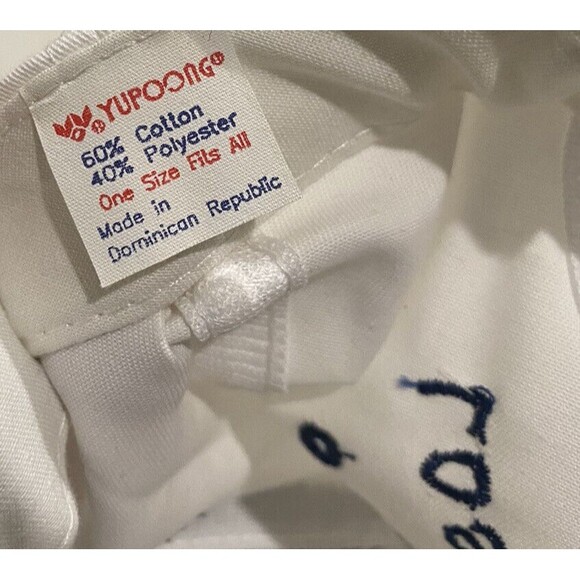 YUPOONG®
60% Cotton
40% Polyester
One Size Fits All
Made in
Dominican Republic